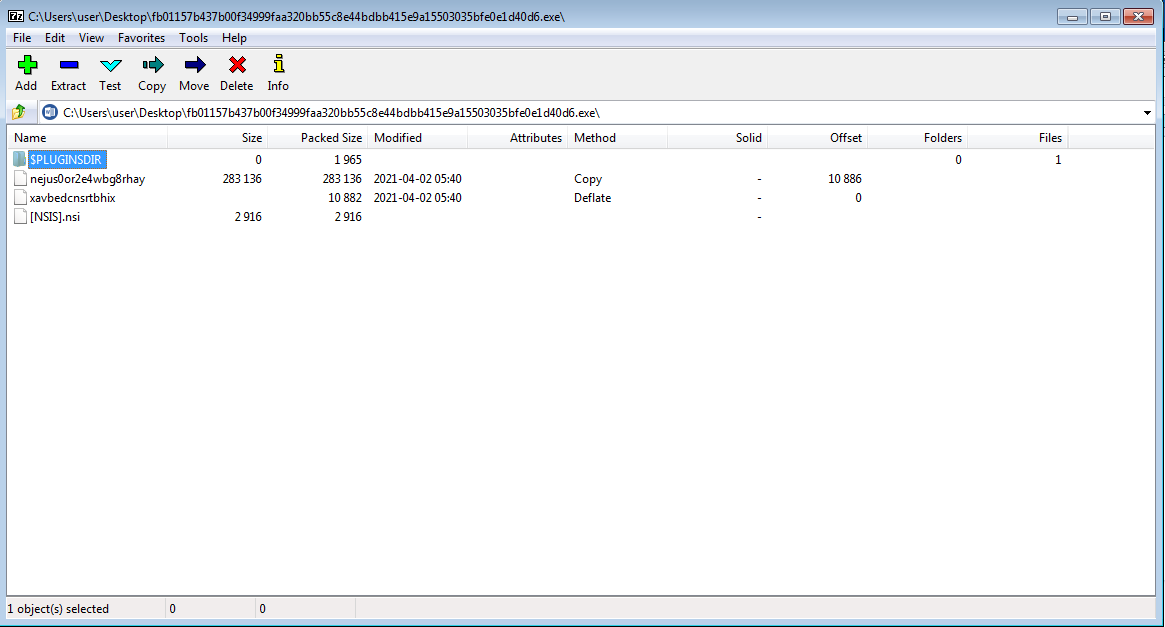 C:\Users\user\Desktop\fb01157b437b00f34999faa320bb55c8e44bdbb415e9a15503035bfe0e1d40d6.exe\
File Edit View Favorites Tools Help
Add Extract Test Copy Move Delete Info
C:\Users\user\Desktop\fb01157b437b00f34999faa320bb55c8e44bdbb415e9a15503035bfe0e1d40d6.exe\
Name Size Packed Size Modified Attributes Method Solid Offset Folders Files
$PLUGINSDIR 0 1 965 0 1
nejus0or2e4wbg8rhay 283 136 283 136 2021-04-02 05:40 Copy - 10 886
xavbedcnsrtbhix 10 882 2021-04-02 05:40 Deflate - 0
[NSIS].nsi 2 916 2 916 -
1 object(s) selected 0 0